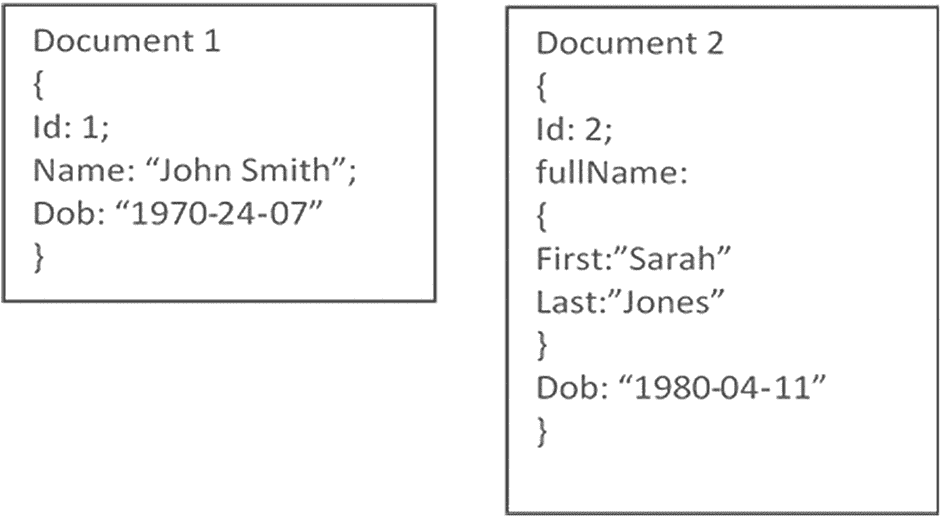 Document 1
{
Id: 1;
Name: “John Smith”;
Dob: “1970-24-07”
}
Document 2
{
Id: 2;
fullName:
{
First:”Sarah”
Last:”Jones”
}
Dob: “1980-04-11”
}